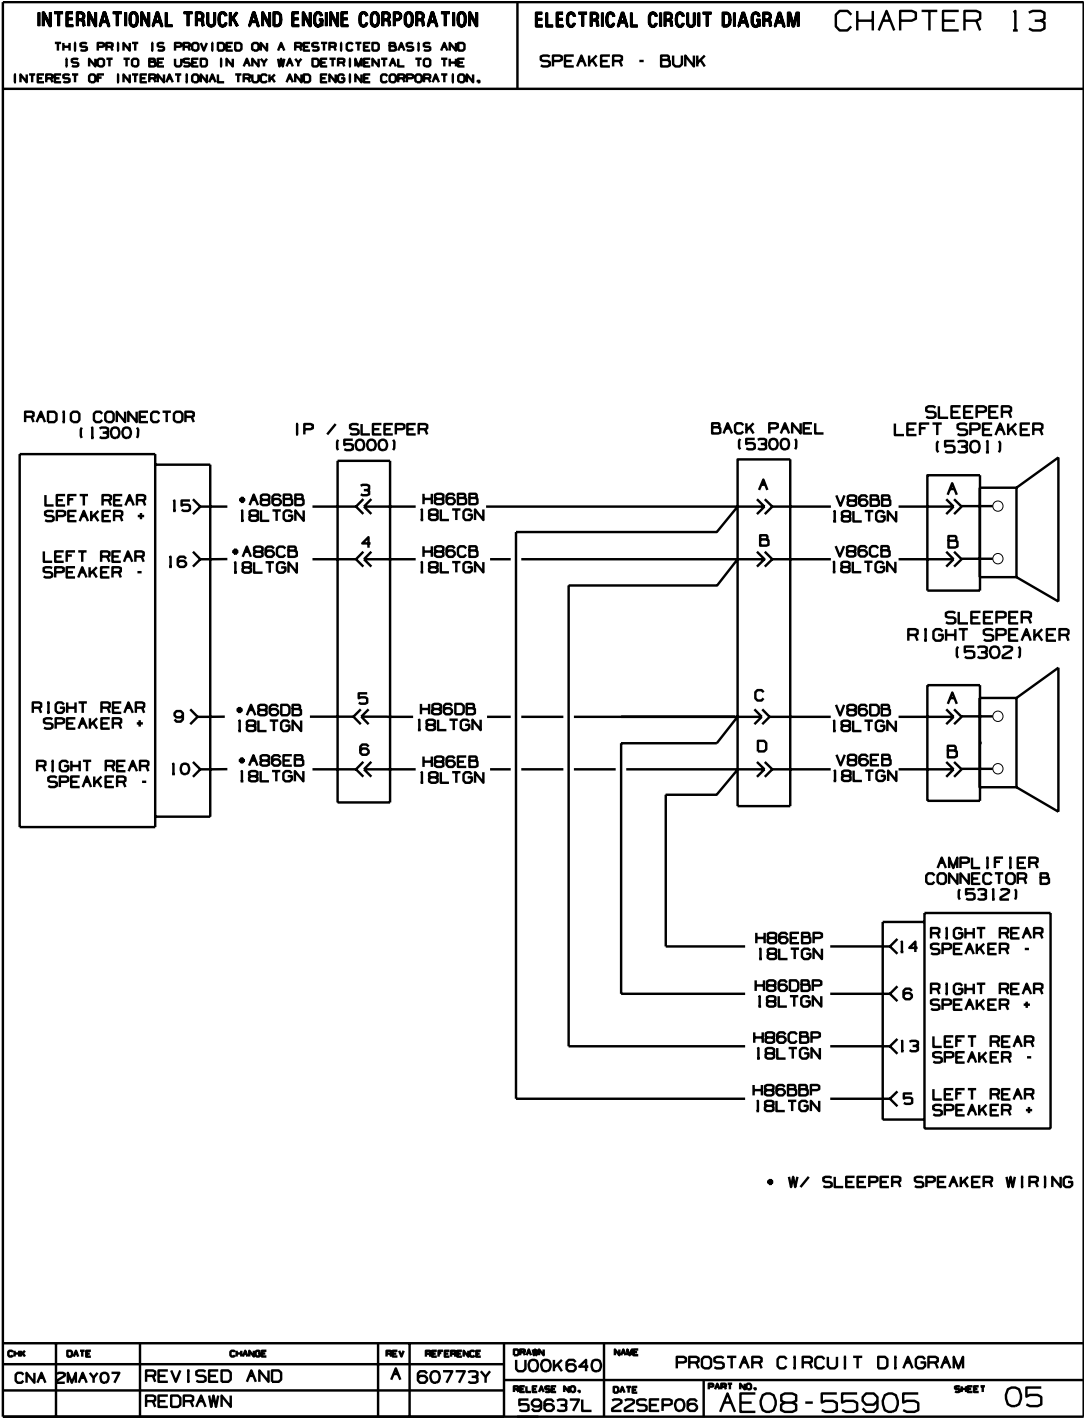 INTERNATIONAL TRUCK AND ENGINE CORPORATION
THIS PRINT IS PROVIDED ON A RESTRICTED BASIS AND
IS NOT TO BE USED IN ANY WAY DETRIMENTAL TO THE
INTEREST OF INTERNATIONAL TRUCK AND ENGINE CORPORATION.
ELECTRICAL CIRCUIT DIAGRAM CHAPTER 13
SPEAKER - BUNK
RADIO CONNECTOR
(1300)
LEFT REAR
SPEAKER +
15
LEFT REAR
SPEAKER -
16
RIGHT REAR
SPEAKER +
9
RIGHT REAR
SPEAKER -
10
•A86BB
18LTGN
•A86CB
18LTGN
•A86DB
18LTGN
•A86EB
18LTGN
IP / SLEEPER
(5000)
3
4
5
6
H86BB
18LTGN
H86CB
18LTGN
H86DB
18LTGN
H86EB
18LTGN
BACK PANEL
(5300)
A
B
C
D
V86BB
18LTGN
V86CB
18LTGN
V86DB
18LTGN
V86EB
18LTGN
SLEEPER
LEFT SPEAKER
(5301)
A
B
SLEEPER
RIGHT SPEAKER
(5302)
A
B
AMPLIFIER
CONNECTOR B
(5312)
H86EBP
18LTGN
14
RIGHT REAR
SPEAKER -
H86DBP
18LTGN
6
RIGHT REAR
SPEAKER +
H86CBP
18LTGN
13
LEFT REAR
SPEAKER -
H86BBP
18LTGN
5
LEFT REAR
SPEAKER +
• W/ SLEEPER SPEAKER WIRING
CHK DATE CHANGE REV REFERENCE
CNA 2MAY07 REVISED AND A 60773Y
REDRAWN
DRAWN
U00K640
NAME
PROSTAR CIRCUIT DIAGRAM
RELEASE NO.
59637L
DATE
22SEP06
PART NO.
AE08-55905
SHEET 05